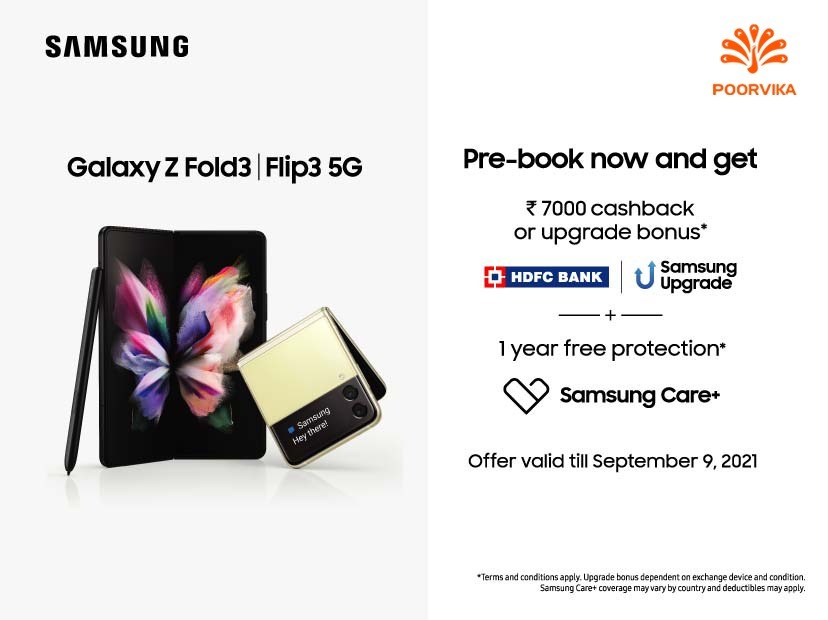 SAMSUNG
Galaxy Z Fold3 | Flip3 5G
Samsung
Hey there!
POORVIKA
Pre-book now and get
₹ 7000 cashback
or upgrade bonus*
HDFC BANK | Samsung
Upgrade
+
1 year free protection*
Samsung Care+
Offer valid till September 9, 2021
*Terms and conditions apply. Upgrade bonus dependent on exchange device and condition.
Samsung Care+ coverage may vary by country and deductibles may apply.